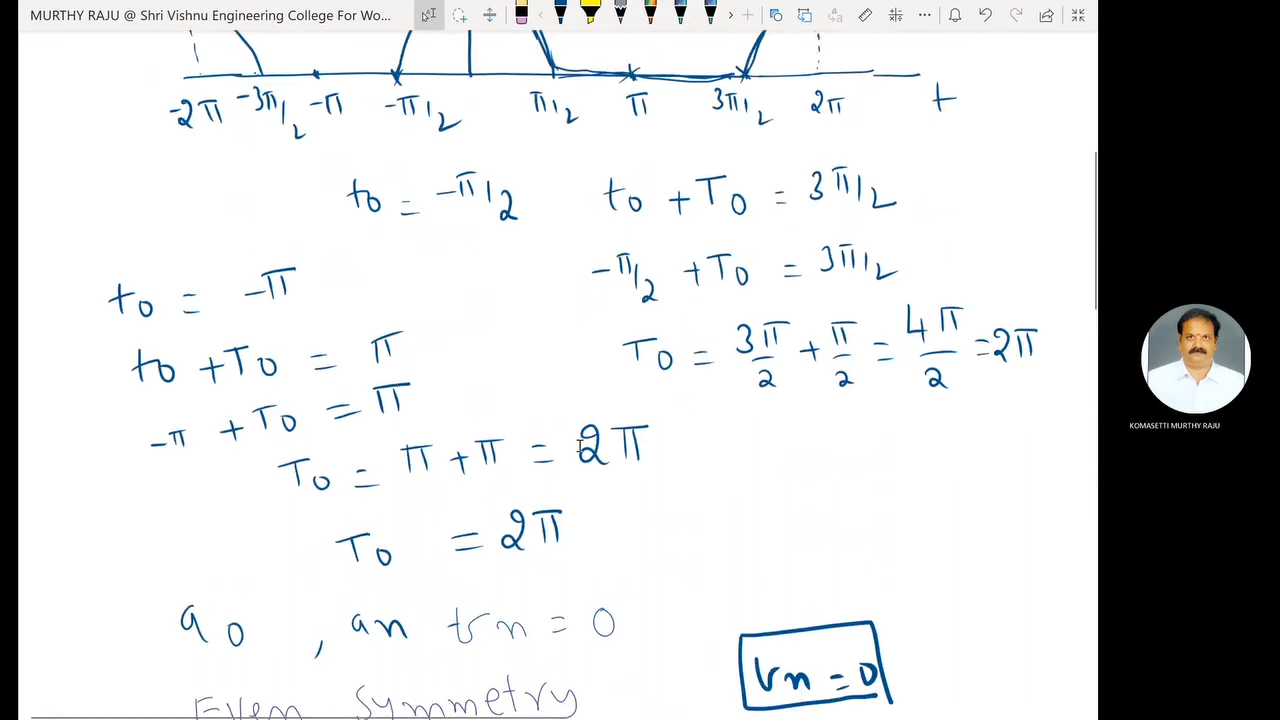 MURTHY RAJU @ Shri Vishnu Engineering College For Wo...
-2π -3π/2 -π -π/2 π/2 π 3π/2 2π t
t0 = -π/2 t0 + T0 = 3π/2
-π/2 + T0 = 3π/2
t0 = -π
T0 = 3π/2 + π/2 = 4π/2 = 2π
t0 + T0 = π
-π + T0 = π
T0 = π + π = 2π
T0 = 2π
a0, an bn = 0
bn = 0
Even Symmetry
KOMASETTI MURTHY RAJU